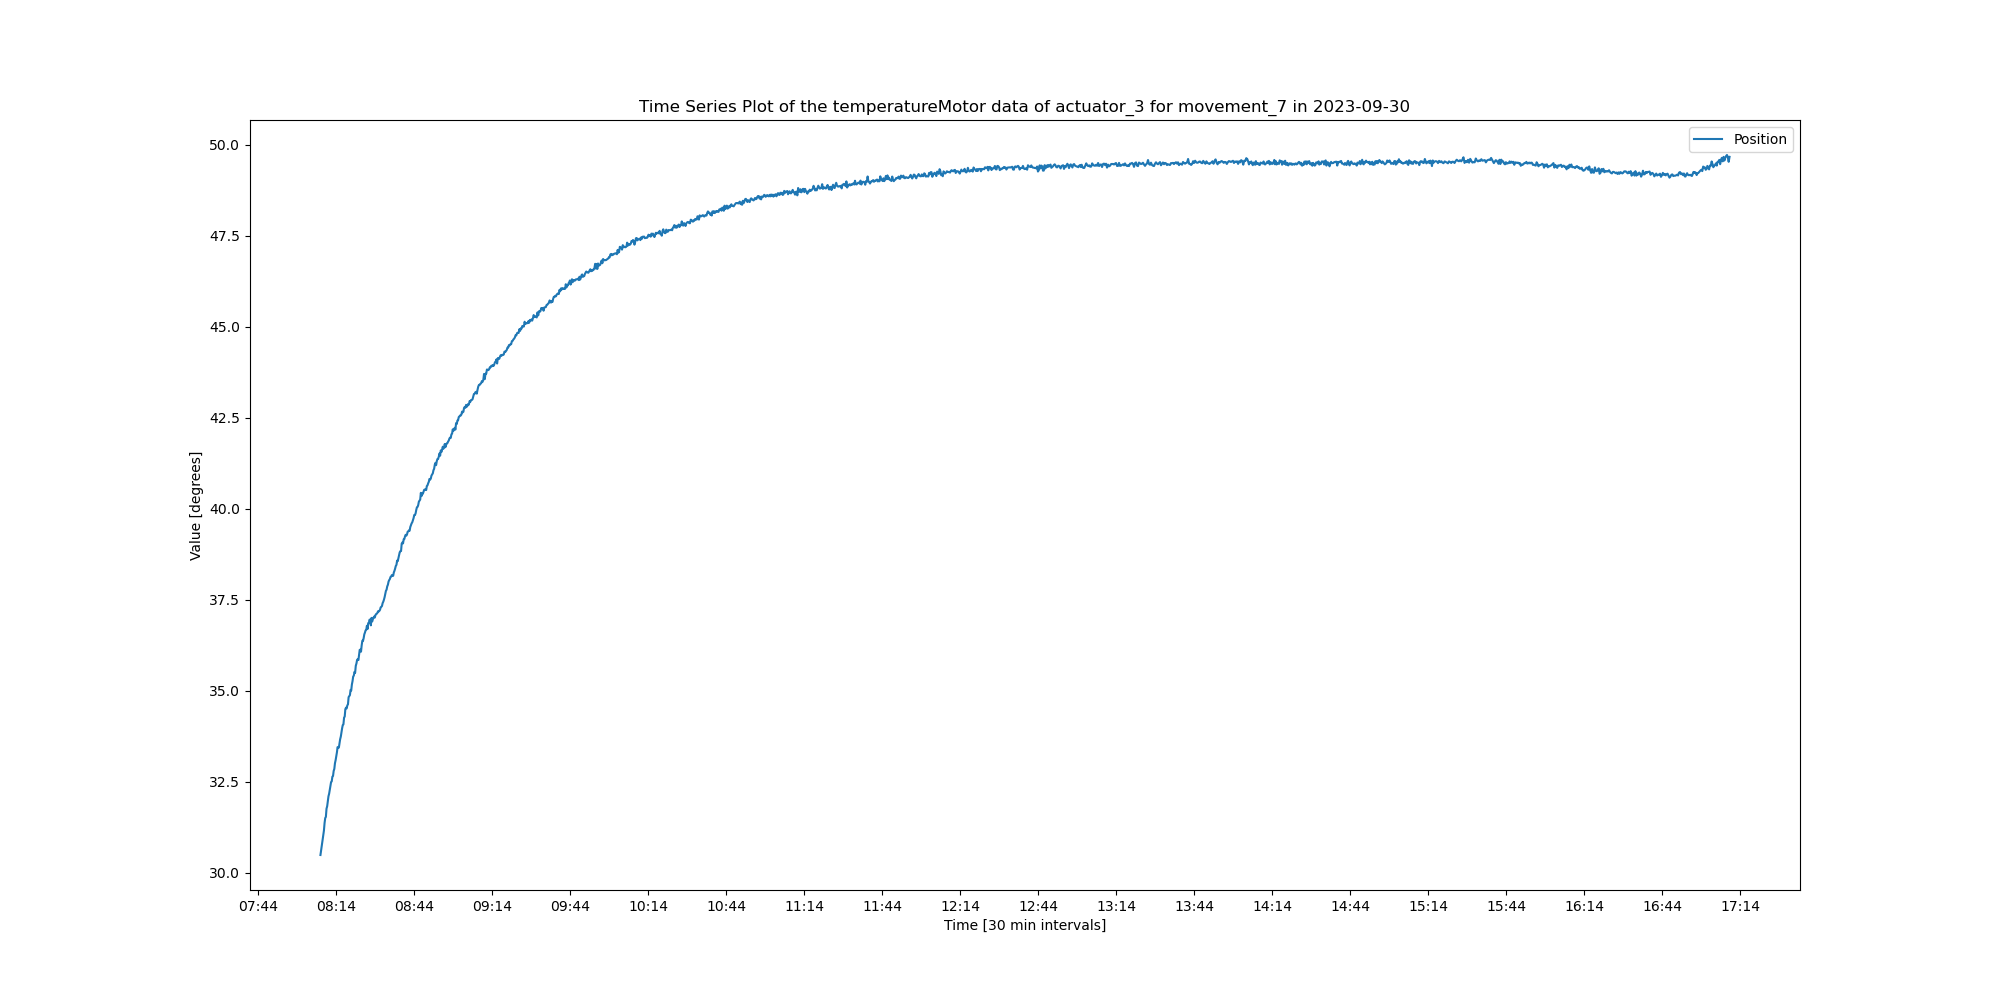 Time Series Plot of the temperatureMotor data of actuator_3 for movement_7 in 2023-09-30
Position
50.0
47.5
45.0
42.5
40.0
37.5
35.0
32.5
30.0
Value [degrees]
07:44 08:14 08:44 09:14 09:44 10:14 10:44 11:14 11:44 12:14 12:44 13:14 13:44 14:14 14:44 15:14 15:44 16:14 16:44 17:14
Time [30 min intervals]